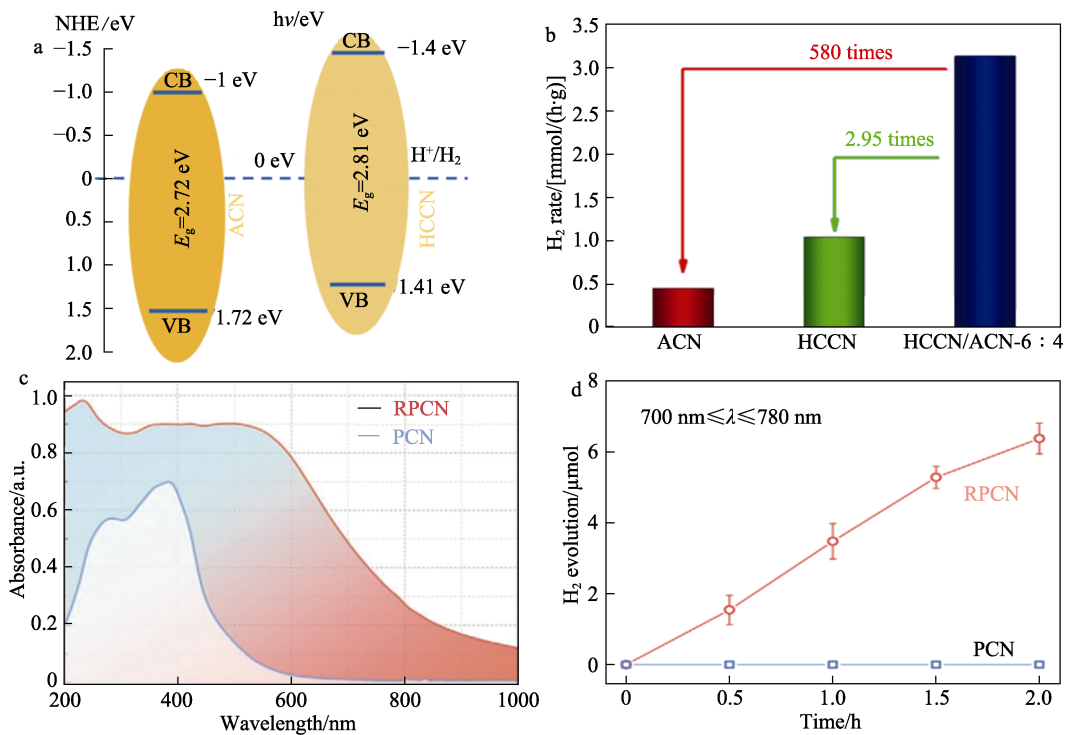 a
NHE/eV
hν/eV
−1.5
−1.0
−0.5
0
0.5
1.0
1.5
2.0
CB
−1 eV
Eg=2.72 eV
ACN
VB
1.72 eV
0 eV
CB
−1.4 eV
Eg=2.81 eV
H⁺/H₂
HCCN
VB
1.41 eV
b
H₂ rate/[mmol/(h·g)]
3.5
3.0
2.5
2.0
1.5
1.0
0.5
0
580 times
2.95 times
ACN
HCCN
HCCN/ACN-6：4
c
Absorbance/a.u.
1.0
0.8
0.6
0.4
0.2
0
RPCN
PCN
200
400
600
800
1000
Wavelength/nm
d
H₂ evolution/μmol
8
6
4
2
0
700 nm≤λ≤780 nm
RPCN
PCN
0
0.5
1.0
1.5
2.0
Time/h